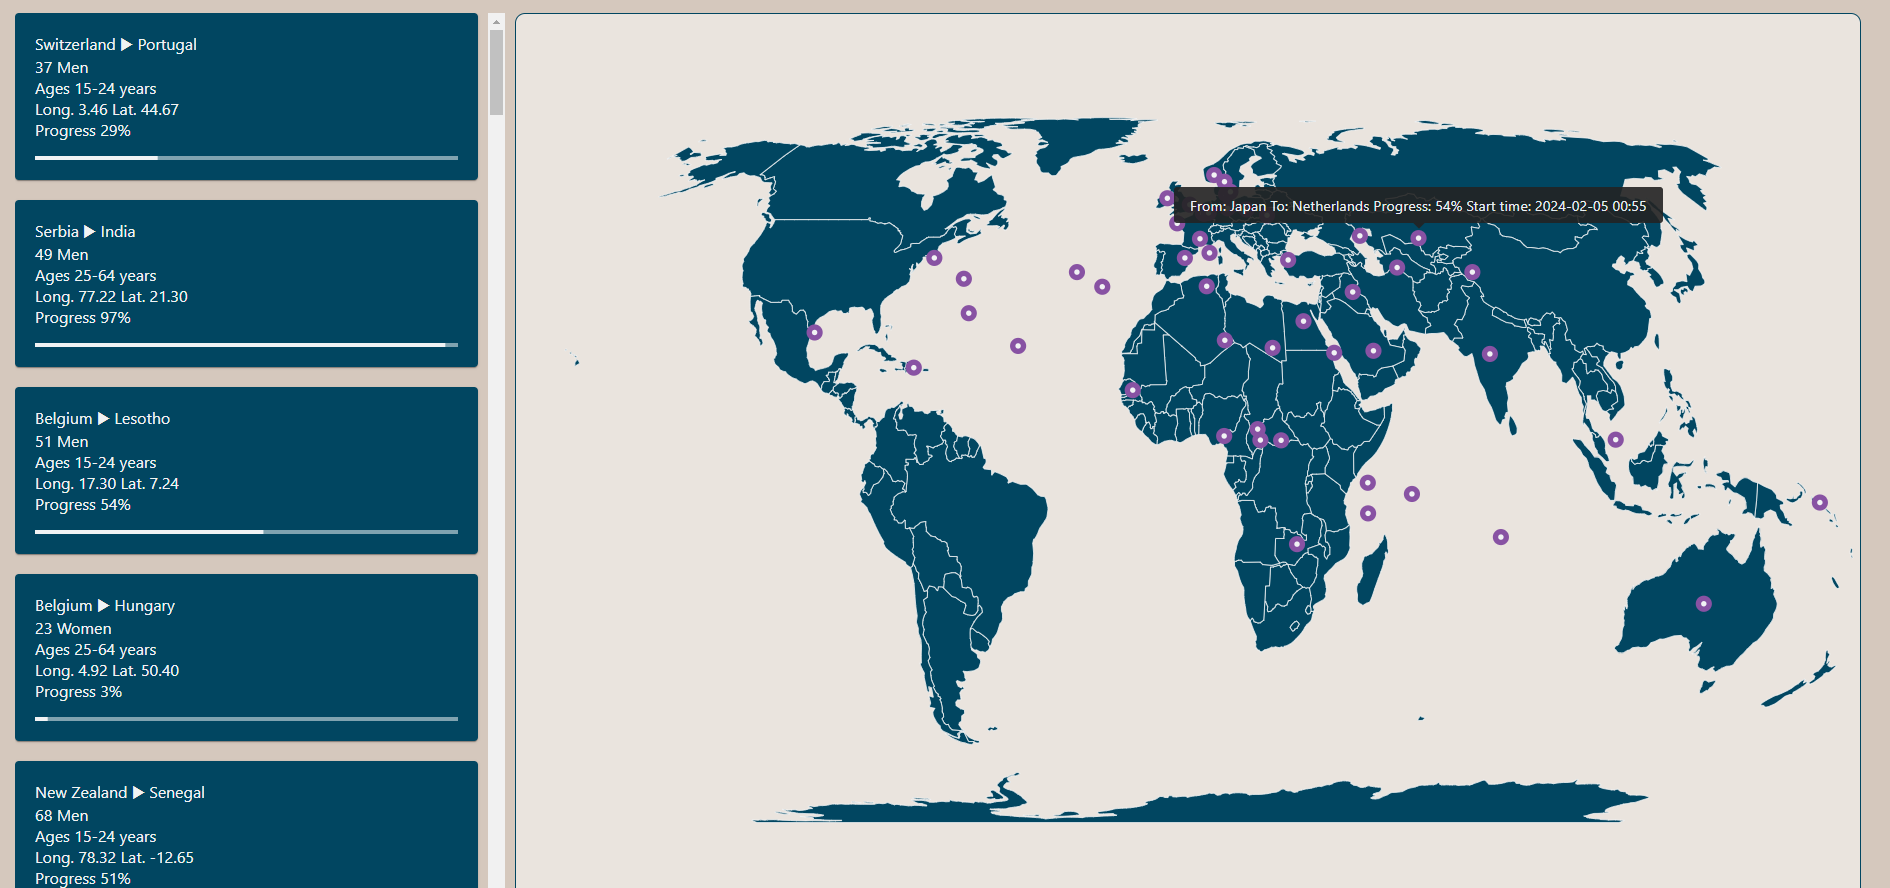 Switzerland ▶ Portugal
37 Men
Ages 15-24 years
Long. 3.46 Lat. 44.67
Progress 29%
Serbia ▶ India
49 Men
Ages 25-64 years
Long. 77.22 Lat. 21.30
Progress 97%
Belgium ▶ Lesotho
51 Men
Ages 15-24 years
Long. 17.30 Lat. 7.24
Progress 54%
Belgium ▶ Hungary
23 Women
Ages 25-64 years
Long. 4.92 Lat. 50.40
Progress 3%
New Zealand ▶ Senegal
68 Men
Ages 15-24 years
Long. 78.32 Lat. -12.65
Progress 51%
From: Japan To: Netherlands Progress: 54% Start time: 2024-02-05 00:55